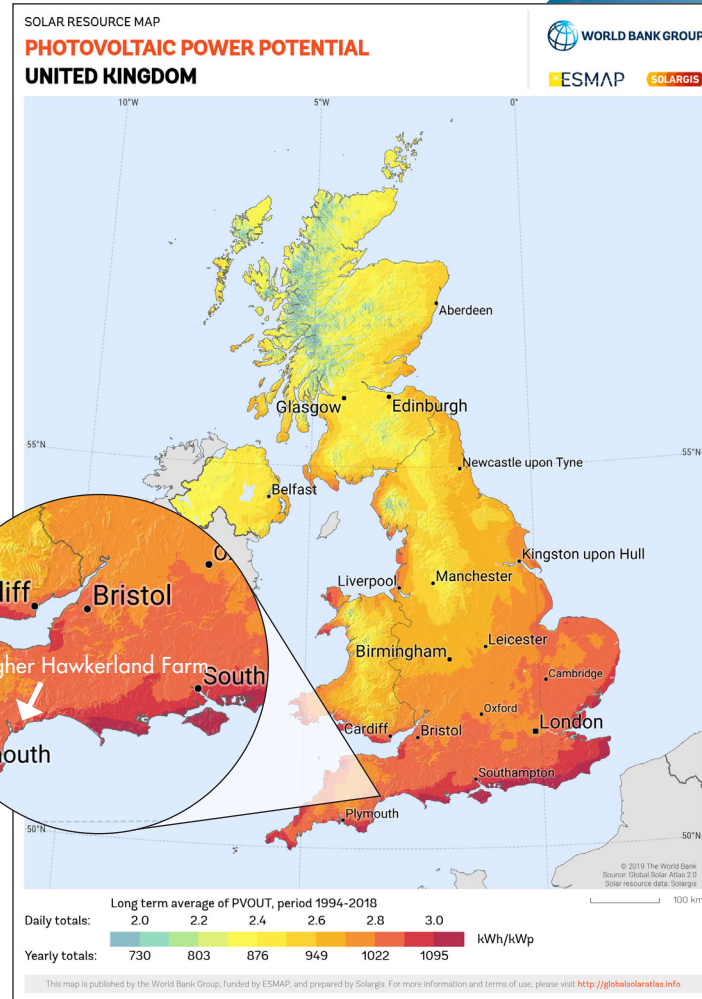 SOLAR RESOURCE MAP
PHOTOVOLTAIC POWER POTENTIAL
UNITED KINGDOM
WORLD BANK GROUP
ESMAP
SOLARGIS
10°W 5°W 0°
Aberdeen
Glasgow
Edinburgh
55°N
55°N
Newcastle upon Tyne
Belfast
Kingston upon Hull
Liverpool
Manchester
Leicester
Birmingham
Cambridge
Oxford
London
Cardiff
Bristol
Southampton
Plymouth
O
liff
Bristol
gher Hawkerland Farm
South
outh
50°N
50°N
© 2019 The World Bank
Source: Global Solar Atlas 2.0
Solar resource data: Solargis
100 km
Long term average of PVOUT, period 1994-2018
Daily totals: 2.0 2.2 2.4 2.6 2.8 3.0
kWh/kWp
Yearly totals: 730 803 876 949 1022 1095
This map is published by the World Bank Group, funded by ESMAP, and prepared by Solargis. For more information and terms of use, please visit http://globalsolaratlas.info.